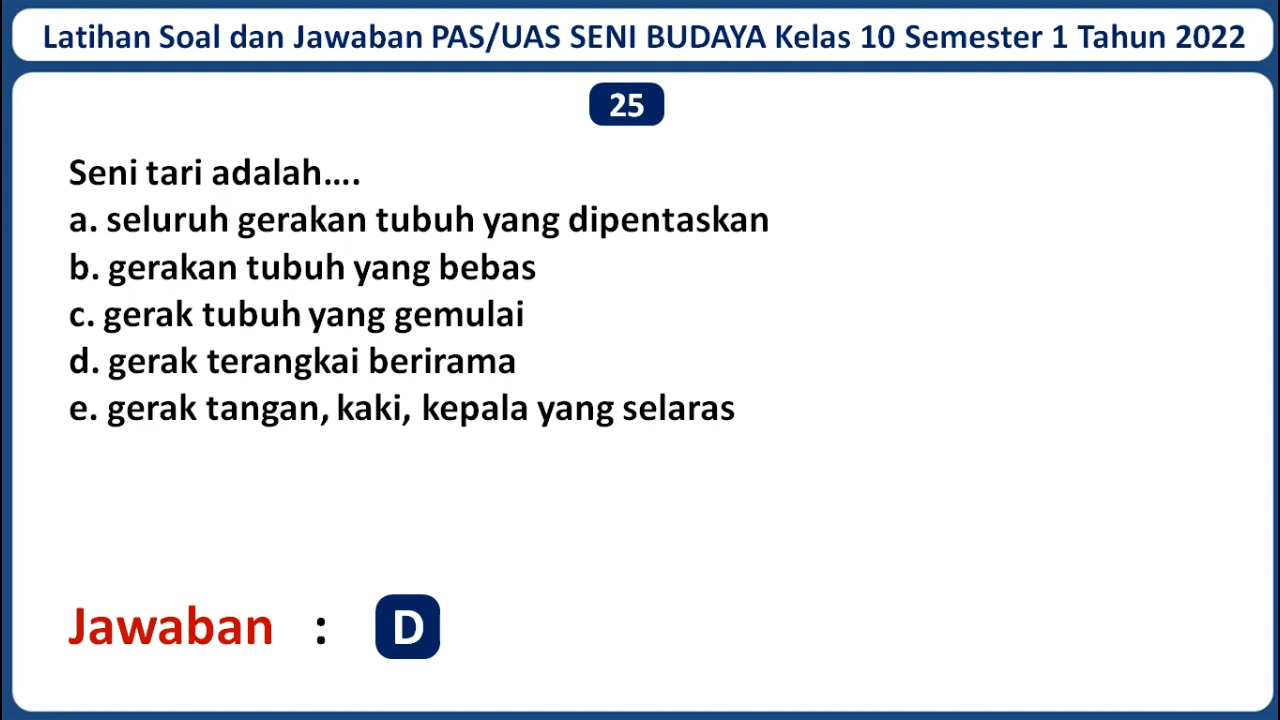 Latihan Soal dan Jawaban PAS/UAS SENI BUDAYA Kelas 10 Semester 1 Tahun 2022
25
Seni tari adalah....
a. seluruh gerakan tubuh yang dipentaskan
b. gerakan tubuh yang bebas
c. gerak tubuh yang gemulai
d. gerak terangkai berirama
e. gerak tangan, kaki, kepala yang selaras
Jawaban : D